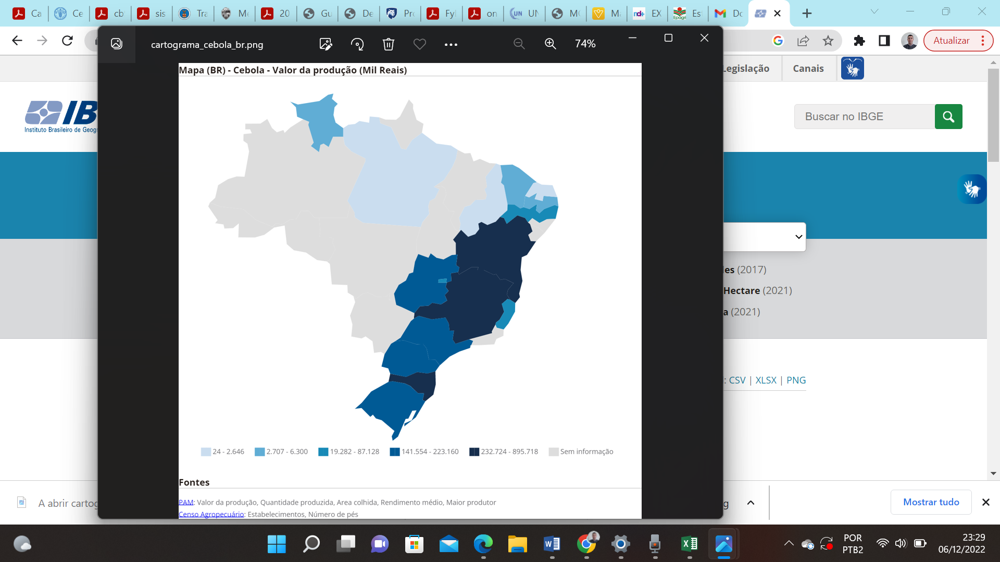 Ca
Ce
cb
sis
Tra
Me
20
Gu
De
Pro
Fyl
on
UN
MC
Ma
EX
Es
Do
cartograma_cebola_br.png
74%
Atualizar
Legislação
Canais
Mapa (BR) - Cebola - Valor da produção (Mil Reais)
IB
Instituto Brasileiro de Geogr
Buscar no IBGE
des (2017)
Hectare (2021)
a (2021)
: CSV | XLSX | PNG
24 - 2.646
2.707 - 6.300
19.282 - 87.128
141.554 - 223.160
232.724 - 895.718
Sem informação
Fontes
PAM: Valor da produção, Quantidade produzida, Area colhida, Rendimento médio, Maior produtor
Censo Agropecuário: Estabelecimentos, Número de pés
A abrir cartog
g
Mostrar tudo
POR
PTB2
23:29
06/12/2022